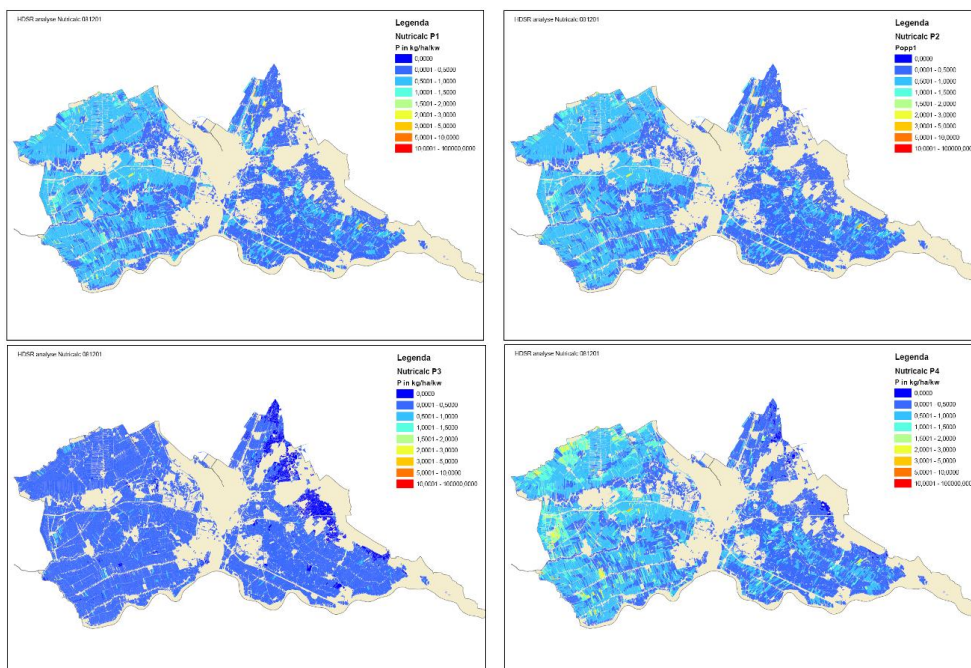 HDSR analyse Nutricalc 081201
Legenda
Nutricalc P1
P in kg/ha/kw
0,0000
0,0001 - 0,5000
0,5001 - 1,0000
1,0001 - 1,5000
1,5001 - 2,0000
2,0001 - 3,0000
3,0001 - 5,0000
5,0001 - 10,0000
10,0001 - 100000,0000
HDSR analyse Nutricalc 081201
Legenda
Nutricalc P2
Popp1
0,0000
0,0001 - 0,5000
0,5001 - 1,0000
1,0001 - 1,5000
1,5001 - 2,0000
2,0001 - 3,0000
3,0001 - 5,0000
5,0001 - 10,0000
10,0001 - 100000,0000
HDSR analyse Nutricalc 081201
Legenda
Nutricalc P3
P in kg/ha/kw
0,0000
0,0001 - 0,5000
0,5001 - 1,0000
1,0001 - 1,5000
1,5001 - 2,0000
2,0001 - 3,0000
3,0001 - 5,0000
5,0001 - 10,0000
10,0001 - 100000,0000
HDSR analyse Nutricalc 081201
Legenda
Nutricalc P4
P in kg/ha/kw
0,0000
0,0001 - 0,5000
0,5001 - 1,0000
1,0001 - 1,5000
1,5001 - 2,0000
2,0001 - 3,0000
3,0001 - 5,0000
5,0001 - 10,0000
10,0001 - 100000,0000